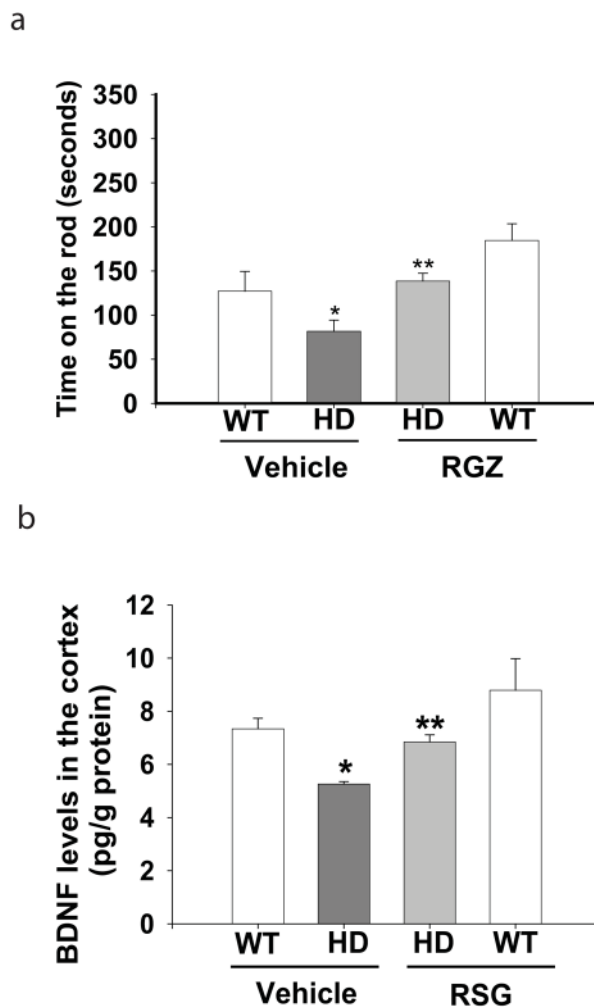 a
Time on the rod (seconds)
350
300
250
200
150
100
50
0
*
**
WT HD HD WT
Vehicle RGZ
b
BDNF levels in the cortex
(pg/g protein)
12
10
8
6
4
2
0
*
**
WT HD HD WT
Vehicle RSG